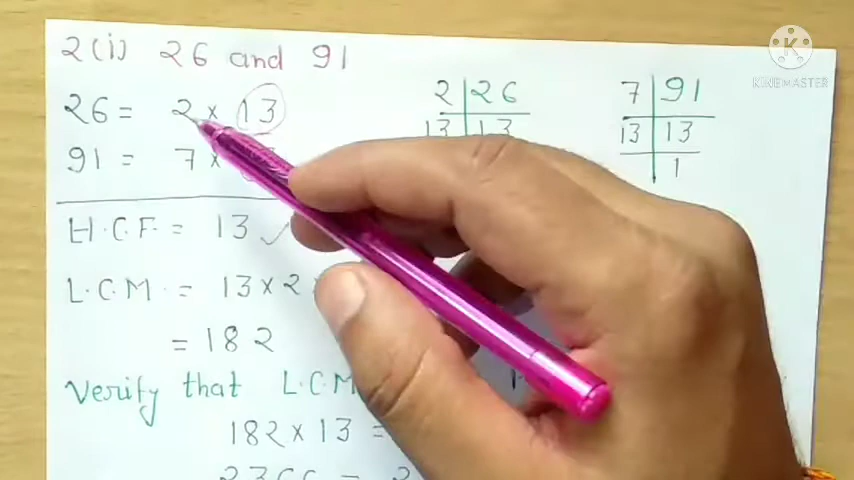 2(i) 26 and 91
26 = 2 × 13
91 = 7 ×
H.C.F = 13 ✓
L.C.M = 13 × 2
= 182
Verify that L.C.M
182 × 13 =
2 | 26
13 | 13
7 | 91
13 | 13
1
K
KINEMASTER